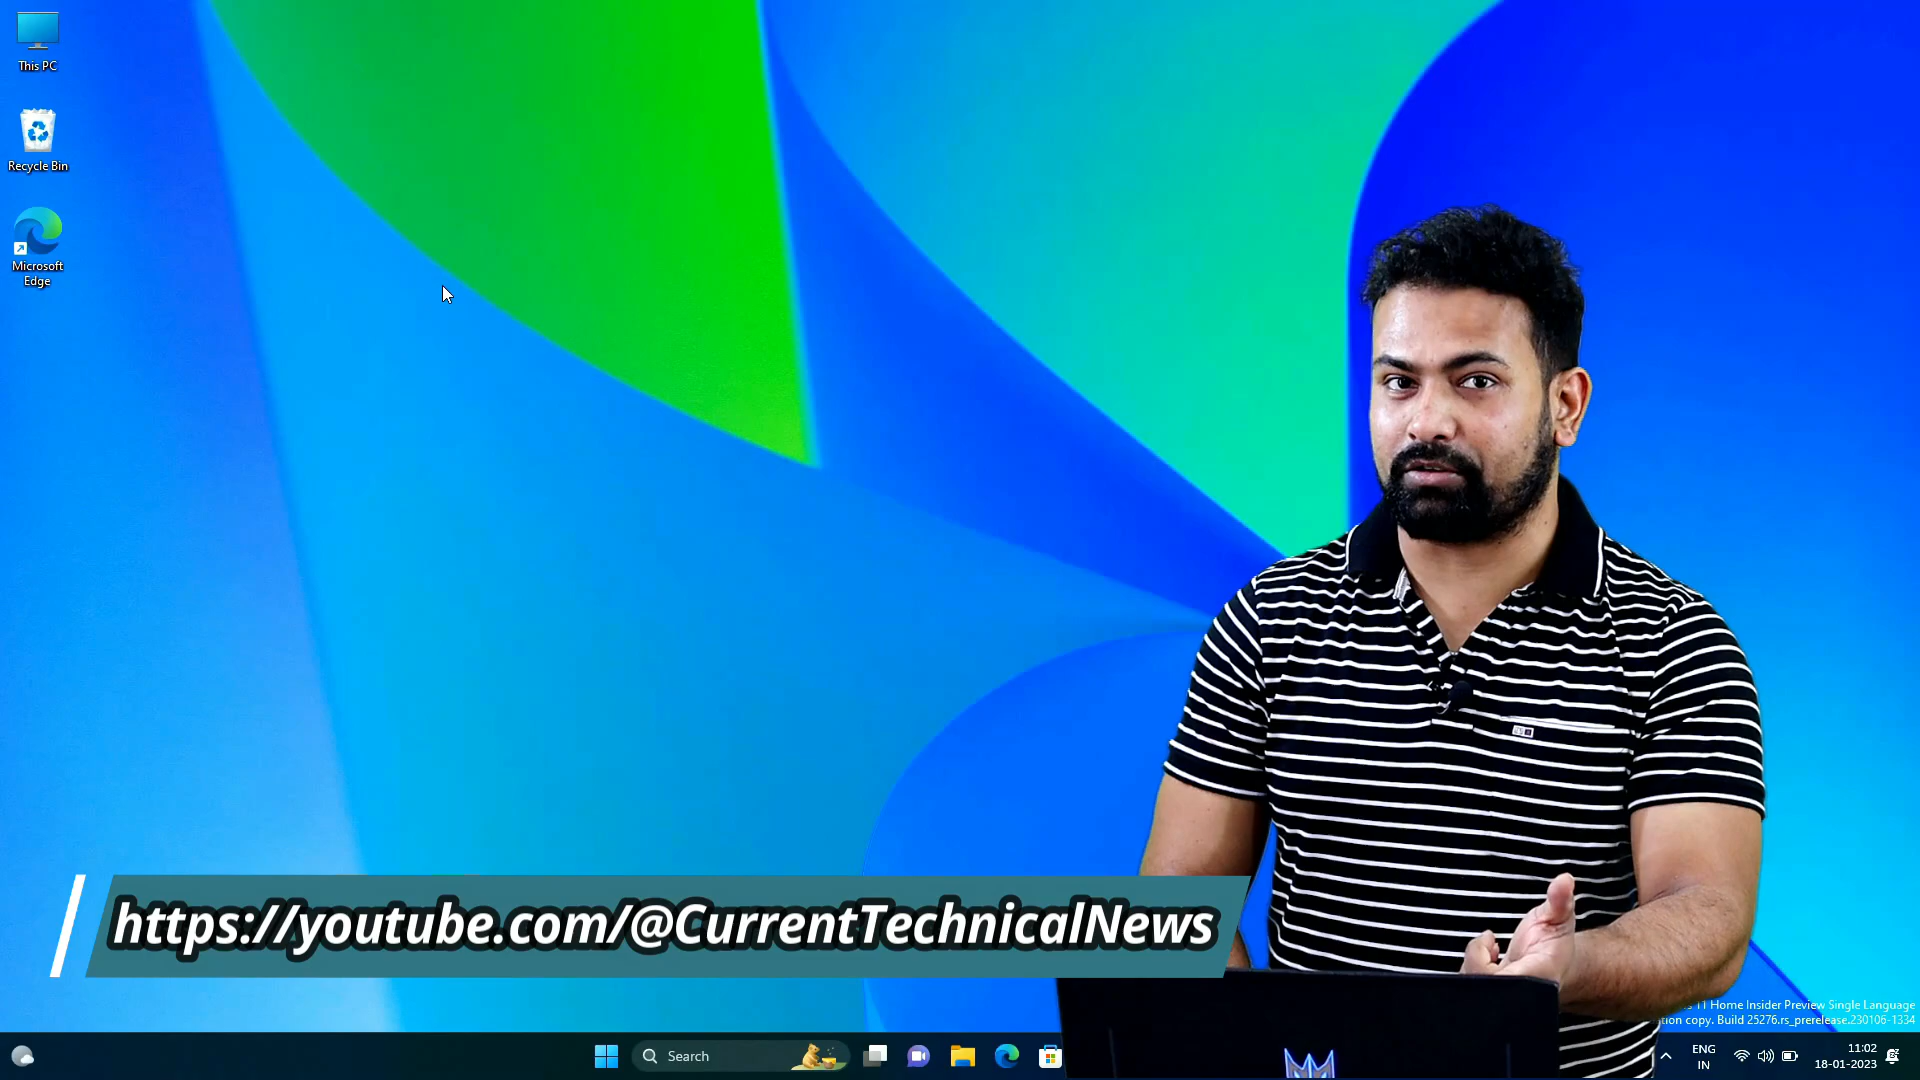 This PC
Recycle Bin
Microsoft
Edge
https://youtube.com/@CurrentTechnicalNews
11 Home Insider Preview Single Language
copy. Build 25276.rs_prerelease.230106-1334
Search
ENG
IN
11:02
18-01-2023